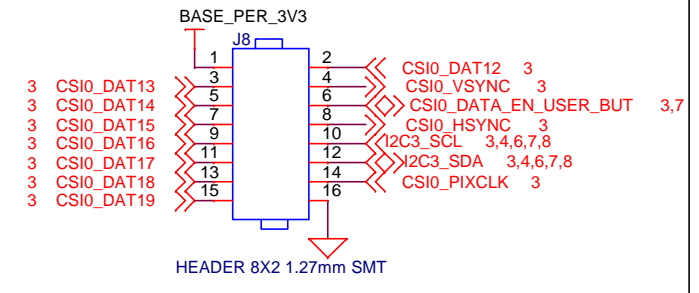 BASE_PER_3V3
J8
1 2 CSI0_DAT12 3
3 CSI0_DAT13 3 4 CSI0_VSYNC 3
3 CSI0_DAT14 5 6 CSI0_DATA_EN_USER_BUT 3,7
3 CSI0_DAT15 7 8 CSI0_HSYNC 3
3 CSI0_DAT16 9 10 I2C3_SCL 3,4,6,7,8
3 CSI0_DAT17 11 12 I2C3_SDA 3,4,6,7,8
3 CSI0_DAT18 13 14 CSI0_PIXCLK 3
3 CSI0_DAT19 15 16
HEADER 8X2 1.27mm SMT